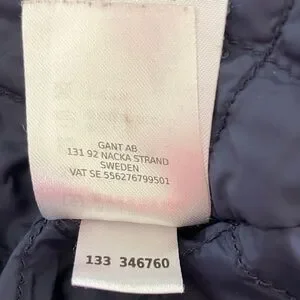 GANT AB
131 92 NACKA STRAND
SWEDEN
VAT SE 556276799501
133 346760